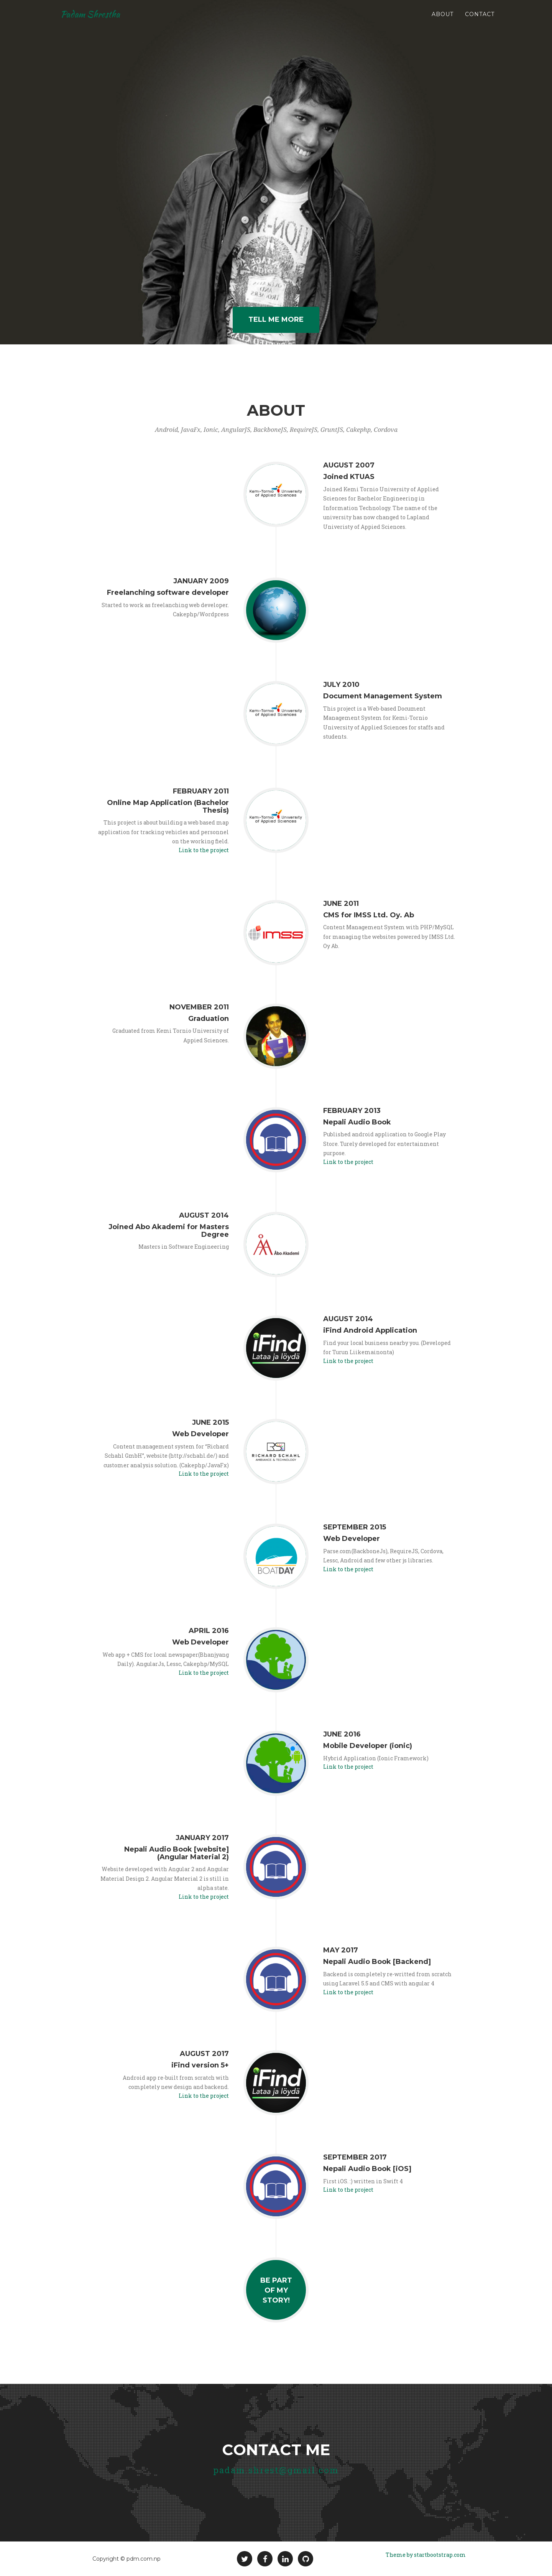 Padam Shrestha
ABOUT
CONTACT
TELL ME MORE
ABOUT
Android, JavaFx, Ionic, AngularJS, BackboneJS, RequireJS, GruntJS, Cakephp, Cordova
AUGUST 2007
Joined KTUAS
Joined Kemi Tornio University of Applied
Sciences for Bachelor Engineering in
Information Technology. The name of the
university has now changed to Lapland
Kemi-Tornio University
of Applied Sciences
JANUARY 2009
Freelanching software developer
Started to work as freelanching web developer.
Cakephp/Wordpress
JULY 2010
Document Management System
This project is a Web-based Document
Management System for Kemi-Tornio
University of Applied Sciences for staffs and
students.
Kemi-Tornio University
of Applied Sciences
FEBRUARY 2011
Online Map Application (Bachelor
Thesis)
This project is about building a web based map
application for tracking vehicles and personnel
on the working field.
Link to the project
Kemi-Tornio University
of Applied Sciences
JUNE 2011
CMS for IMSS Ltd. Oy. Ab
Content Management System with PHP/MySQL
for managing the websites powered by IMSS Ltd.
Oy Ab.
imss
NOVEMBER 2011
Graduation
Graduated from Kemi Tornio University of
Appied Sciences.
FEBRUARY 2013
Nepali Audio Book
Published android application to Google Play
Store. Turely developed for entertainment
purpose.
Link to the project
AUGUST 2014
Joined Abo Akademi for Masters
Degree
Masters in Software Engineering
Åbo Akademi
AUGUST 2014
iFind Android Application
Find your local business nearby you. (Developed
for Turun Liikemainonta)
Link to the project
iFind
Lataa ja löydä
JUNE 2015
Web Developer
Content management system for "Richard
Schahl GmbH", website (http://schahl.de/) and
customer analysis solution. (Cakephp/JavaFx)
Link to the project
RICHARD SCHAHL
AMBIANCE & TECHNOLOGY
SEPTEMBER 2015
Web Developer
Parse.com(BackboneJs), RequireJS, Cordova,
Lessc, Android and few other js libraries.
Link to the project
BOATDAY
APRIL 2016
Web Developer
Web app + CMS for local newspaper(Bhanjyang
Daily). AngularJs, Lessc, Cakephp/MySQL
Link to the project
JUNE 2016
Mobile Developer (ionic)
Hybrid Application (Ionic Framework)
Link to the project
JANUARY 2017
Nepali Audio Book [website]
(Angular Material 2)
Website developed with Angular 2 and Angular
Material Design 2. Angular Material 2 is still in
alpha state.
Link to the project
MAY 2017
Nepali Audio Book [Backend]
Backend is completely re-written from scratch
using Laravel 5.5 and CMS with angular 4
Link to the project
AUGUST 2017
iFind version 5+
Android app re-built from scratch with
completely new design and backend.
Link to the project
iFind
Lataa ja löydä
SEPTEMBER 2017
Nepali Audio Book [iOS]
First iOS :) written in Swift 4
Link to the project
BE PART
OF MY
STORY!
CONTACT ME
padam.shrest@gmail.com
Copyright © pdm.com.np
Theme by startbootstrap.com